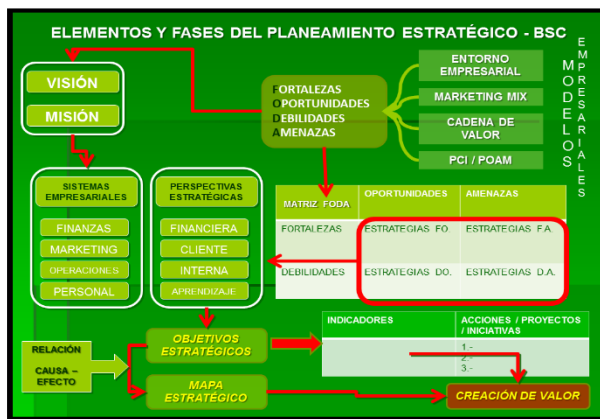 ELEMENTOS Y FASES DEL PLANEAMIENTO ESTRATÉGICO - BSC
VISIÓN
MISIÓN
FORTALEZAS
OPORTUNIDADES
DEBILIDADES
AMENAZAS
ENTORNO
EMPRESARIAL
MARKETING MIX
CADENA DE
VALOR
PCI / POAM
MODELOS
EMPRESARIALES
SISTEMAS
EMPRESARIALES
FINANZAS
MARKETING
OPERACIONES
PERSONAL
PERSPECTIVAS
ESTRATÉGICAS
FINANCIERA
CLIENTE
INTERNA
APRENDIZAJE
MATRIZ FODA OPORTUNIDADES AMENAZAS
FORTALEZAS ESTRATEGIAS FO. ESTRATEGIAS F.A.
DEBILIDADES ESTRATEGIAS DO. ESTRATEGIAS D.A.
RELACIÓN
CAUSA –
EFECTO
OBJETIVOS
ESTRATÉGICOS
MAPA
ESTRATÉGICO
INDICADORES
ACCIONES / PROYECTOS
/ INICIATIVAS
1.-
2.-
3.-
CREACIÓN DE VALOR